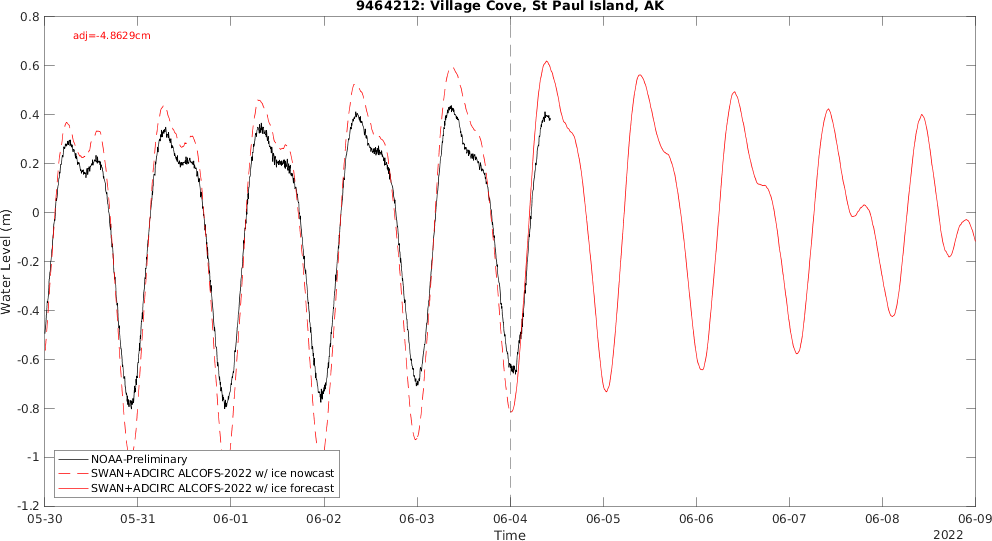 9464212: Village Cove, St Paul Island, AK
adj=-4.8629cm
Water Level (m)
0.8
0.6
0.4
0.2
0
-0.2
-0.4
-0.6
-0.8
-1
-1.2
NOAA-Preliminary
SWAN+ADCIRC ALCOFS-2022 w/ ice nowcast
SWAN+ADCIRC ALCOFS-2022 w/ ice forecast
05-30 05-31 06-01 06-02 06-03 06-04 06-05 06-06 06-07 06-08 06-09
Time
2022